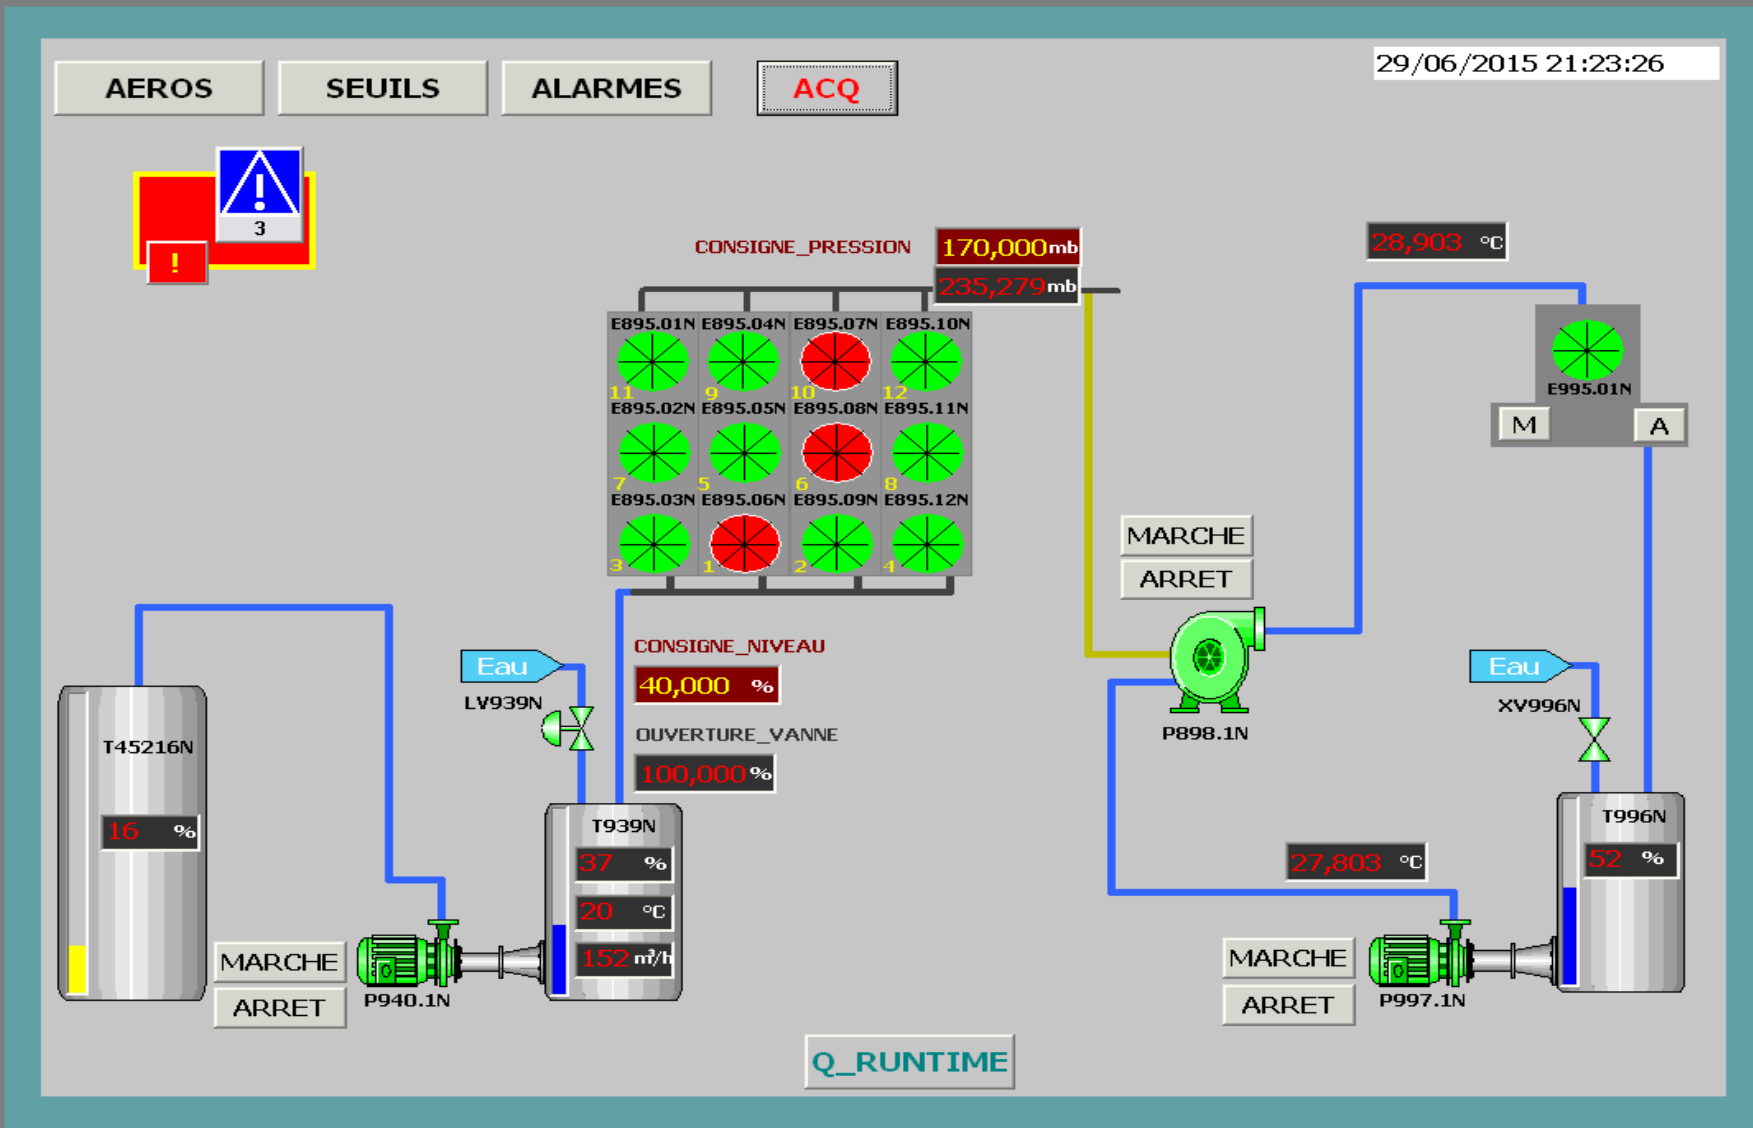 29/06/2015 21:23:26
AEROS SEUILS ALARMES ACQ
3
!
CONSIGNE_PRESSION 170,000 mb
235,279 mb
28,903 °C
E895.01N E895.04N E895.07N E895.10N
11 9 10 12
E895.02N E895.05N E895.08N E895.11N
7 5 6 8
E895.03N E895.06N E895.09N E895.12N
3 1 2 4
E995.01N
M A
MARCHE
ARRET
P898.1N
CONSIGNE_NIVEAU
40,000 %
OUVERTURE_VANNE
100,000 %
Eau
LV939N
Eau
XV996N
T45216N
16 %
T939N
37 %
20 °C
152 m³/h
MARCHE
ARRET
P940.1N
27,803 °C
T996N
52 %
MARCHE
ARRET
P997.1N
Q_RUNTIME